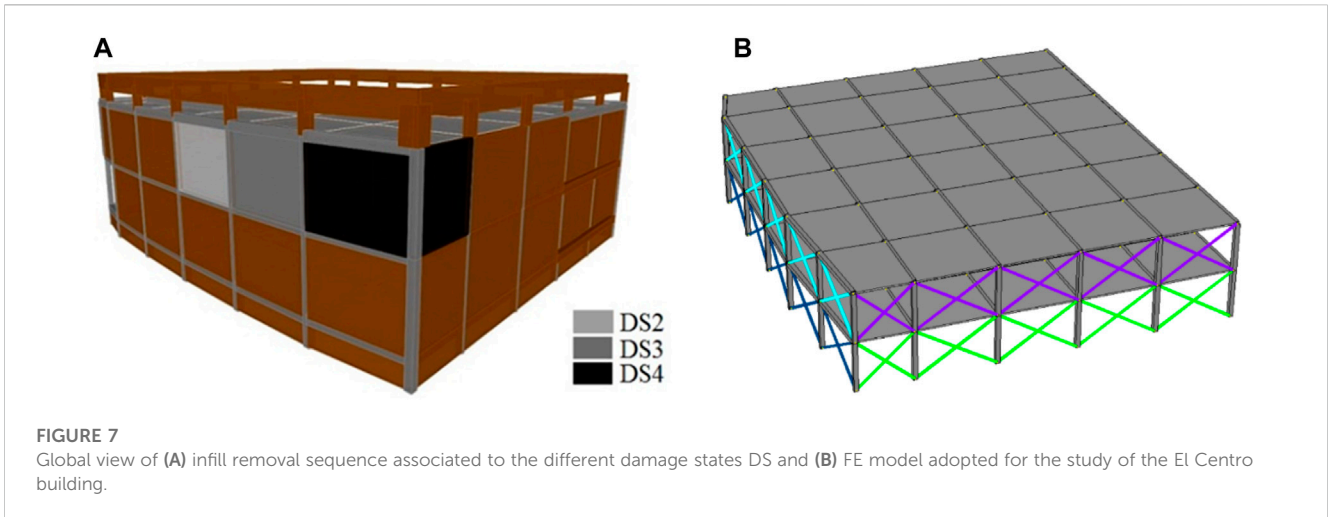 A
B
DS2
DS3
DS4
FIGURE 7
Global view of (A) infill removal sequence associated to the different damage states DS and (B) FE model adopted for the study of the El Centro
building.